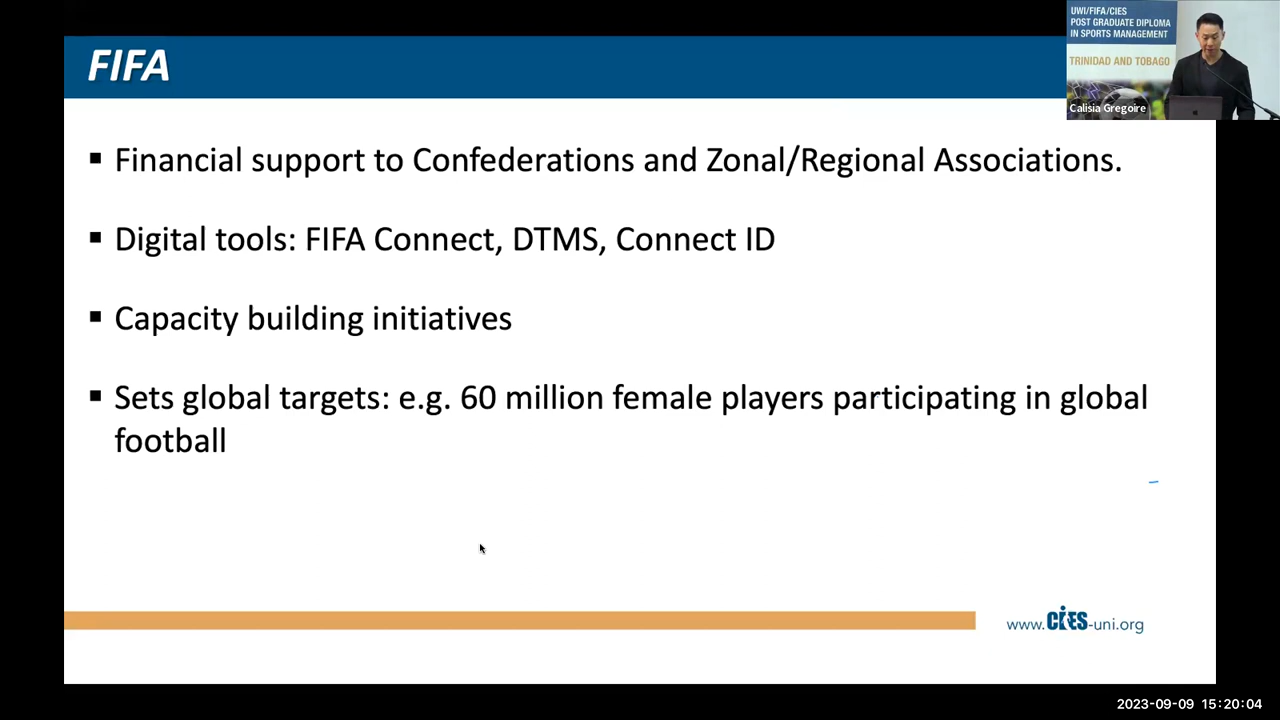 FIFA
UWI/FIFA/CIES
POST GRADUATE DIPLOMA
IN SPORTS MANAGEMENT
TRINIDAD AND TOBAGO
Calisia Gregoire
▪ Financial support to Confederations and Zonal/Regional Associations.
▪ Digital tools: FIFA Connect, DTMS, Connect ID
▪ Capacity building initiatives
▪ Sets global targets: e.g. 60 million female players participating in global
football
www.CIES-uni.org
2023-09-09 15:20:04